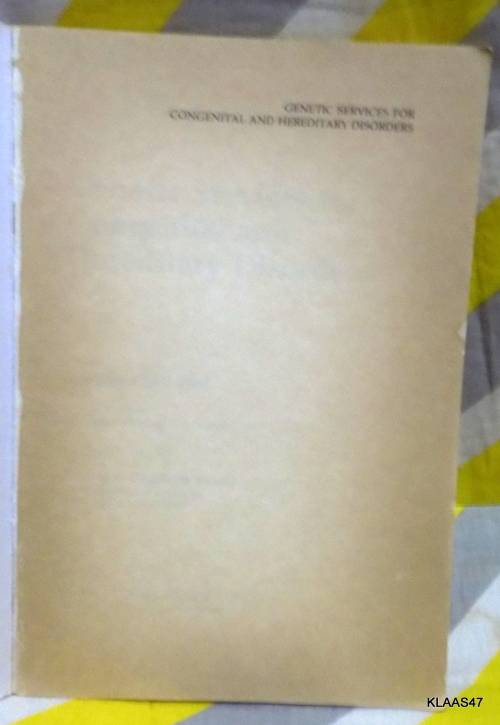 GENETIC SERVICES FOR
CONGENITAL AND HEREDITARY DISORDERS
KLAAS47